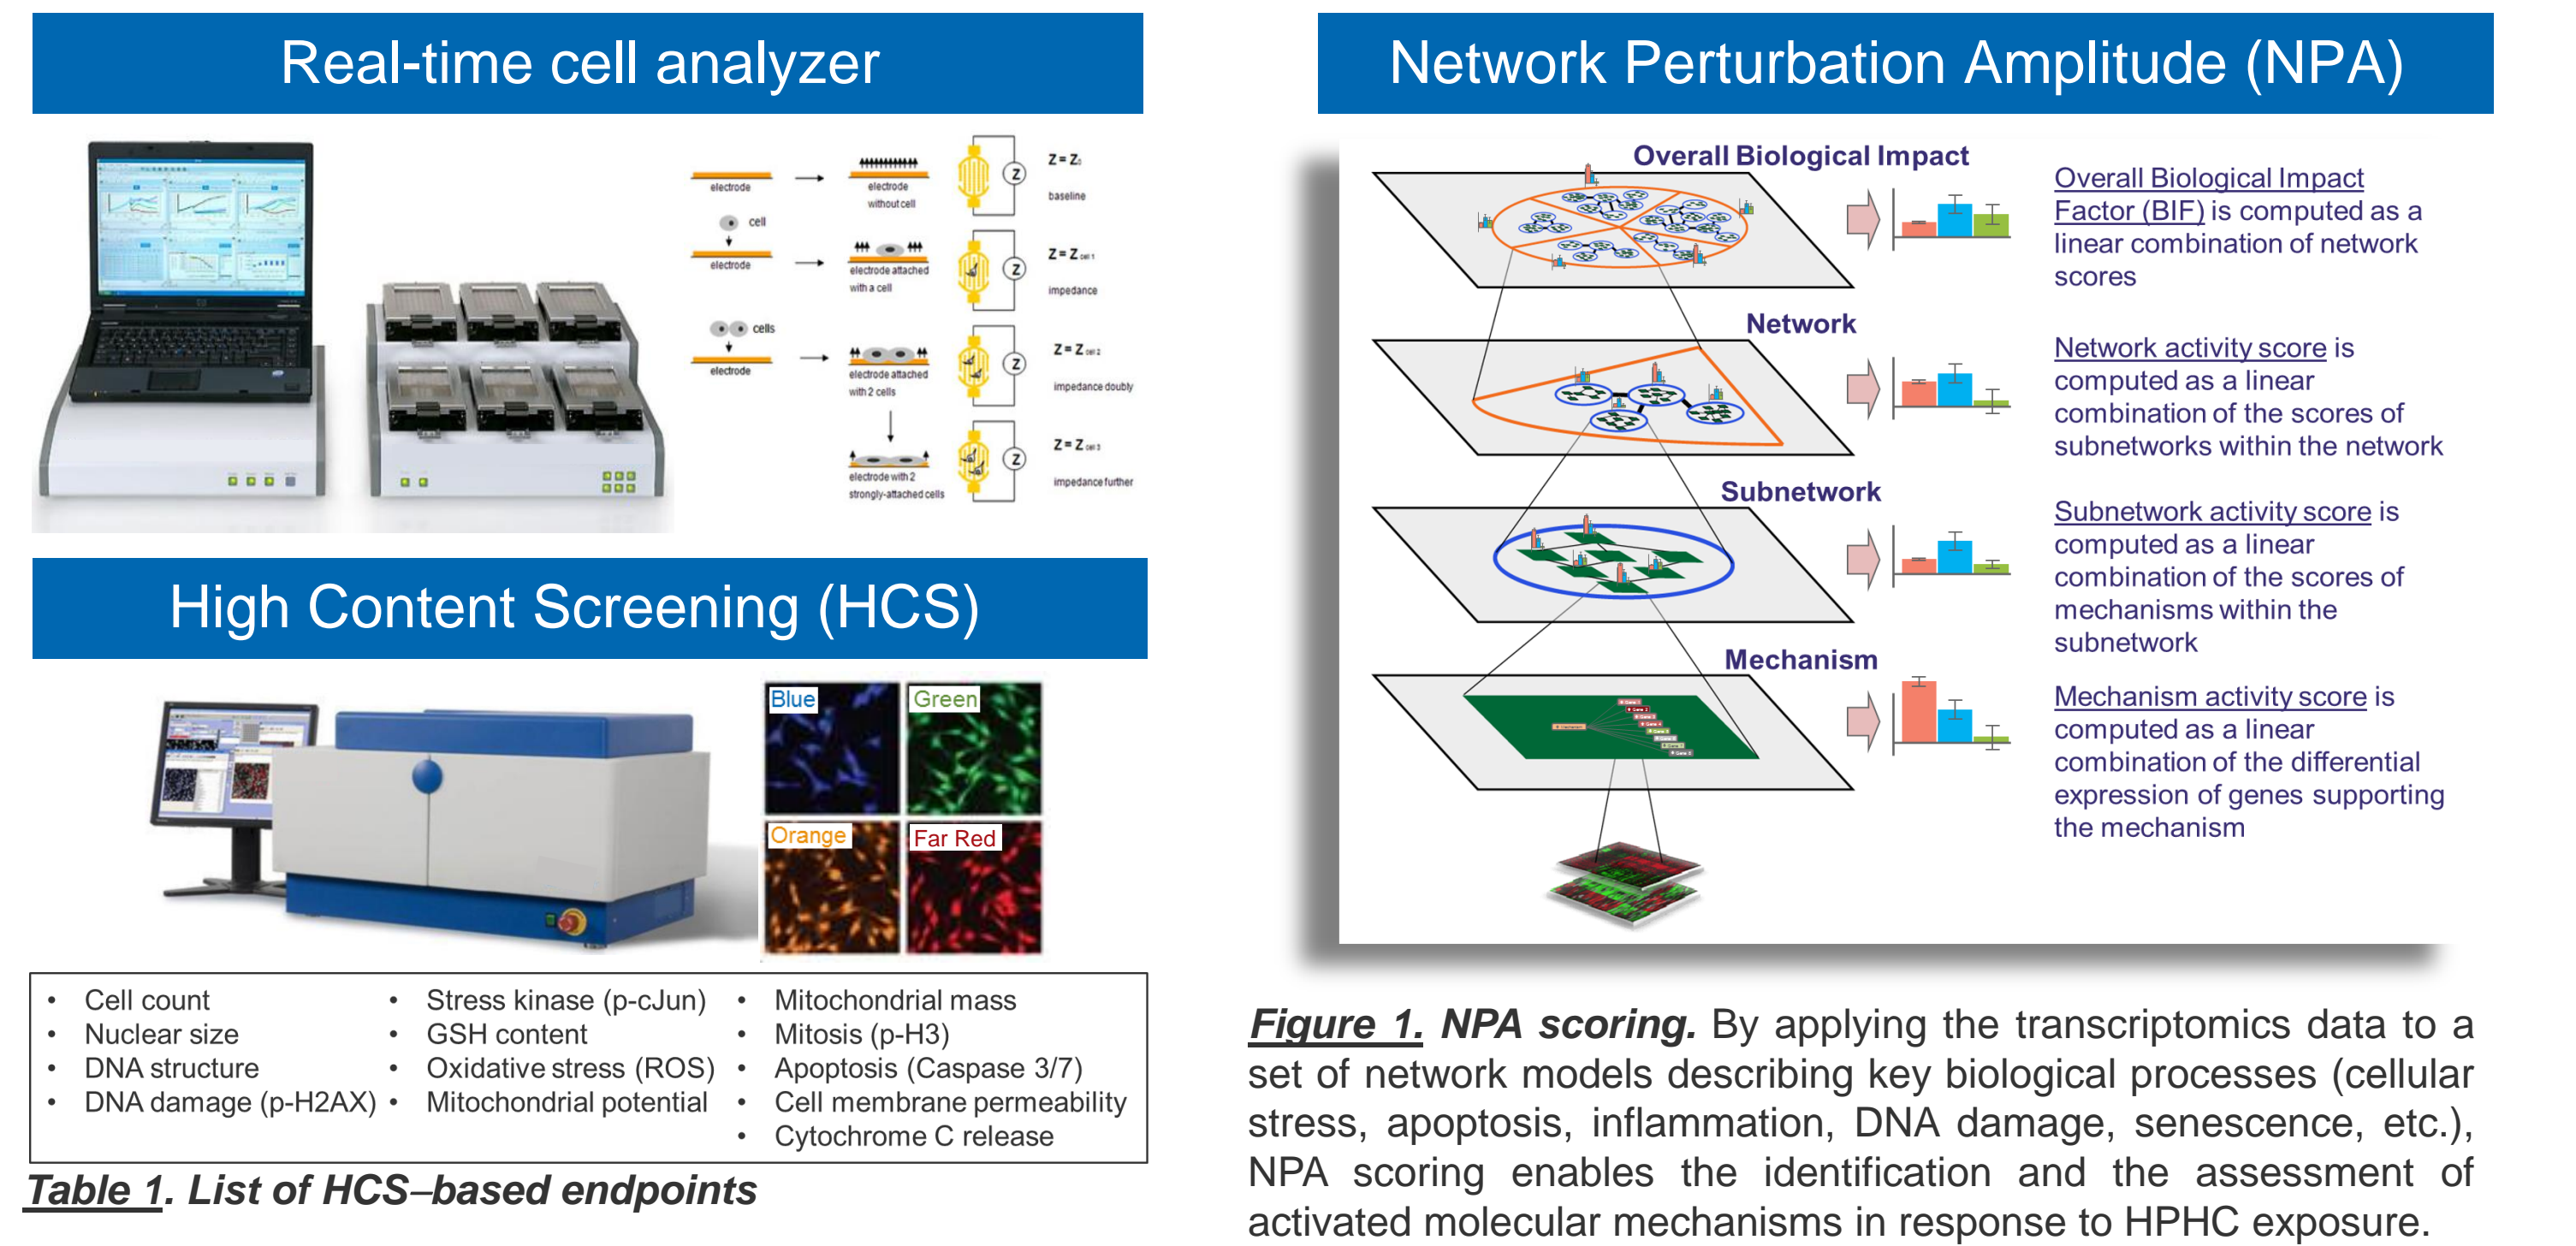 Real-time cell analyzer
electrode
electrode
without cell
Z = Z₀
baseline
cell
electrode
electrode attached
with a cell
Z
Z = Z cell 1
impedance
cells
electrode
electrode attached
with 2 cells
Z
Z = Z cell 2
impedance doubly
electrode with 2
strongly-attached cells
Z
Z = Z cell 3
impedance further
Z
High Content Screening (HCS)
Blue
Green
Orange
Far Red
• Cell count
• Nuclear size
• DNA structure
• DNA damage (p-H2AX)
• Stress kinase (p-cJun)
• GSH content
• Oxidative stress (ROS)
• Mitochondrial potential
• Mitochondrial mass
• Mitosis (p-H3)
• Apoptosis (Caspase 3/7)
• Cell membrane permeability
• Cytochrome C release
Table 1. List of HCS–based endpoints
Network Perturbation Amplitude (NPA)
Overall Biological Impact
Overall Biological Impact
Factor (BIF) is computed as a
linear combination of network
scores
Network
Network activity score is
computed as a linear
combination of the scores of
subnetworks within the network
Subnetwork
Subnetwork activity score is
computed as a linear
combination of the scores of
mechanisms within the
subnetwork
Mechanism
Mechanism activity score is
computed as a linear
combination of the differential
expression of genes supporting
the mechanism
Figure 1. NPA scoring. By applying the transcriptomics data to a
set of network models describing key biological processes (cellular
stress, apoptosis, inflammation, DNA damage, senescence, etc.),
NPA scoring enables the identification and the assessment of
activated molecular mechanisms in response to HPHC exposure.